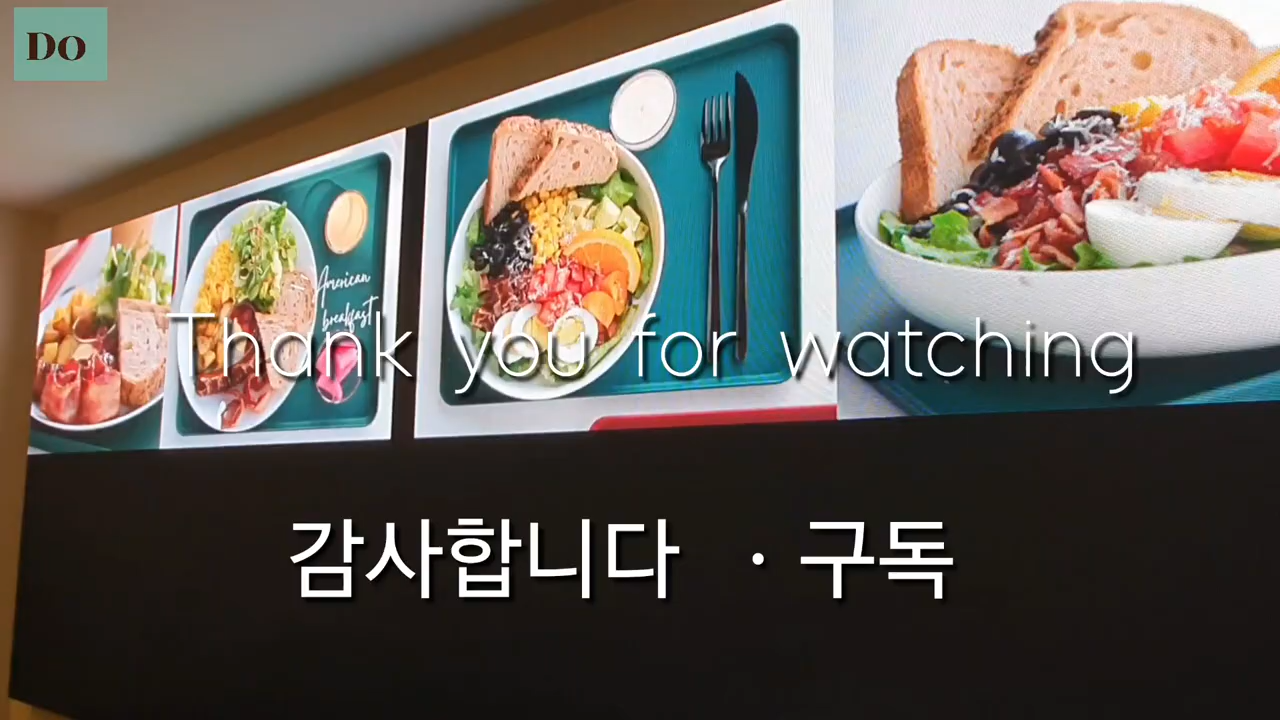 Do
American
breakfast
Thank you for watching
감사합니다 · 구독